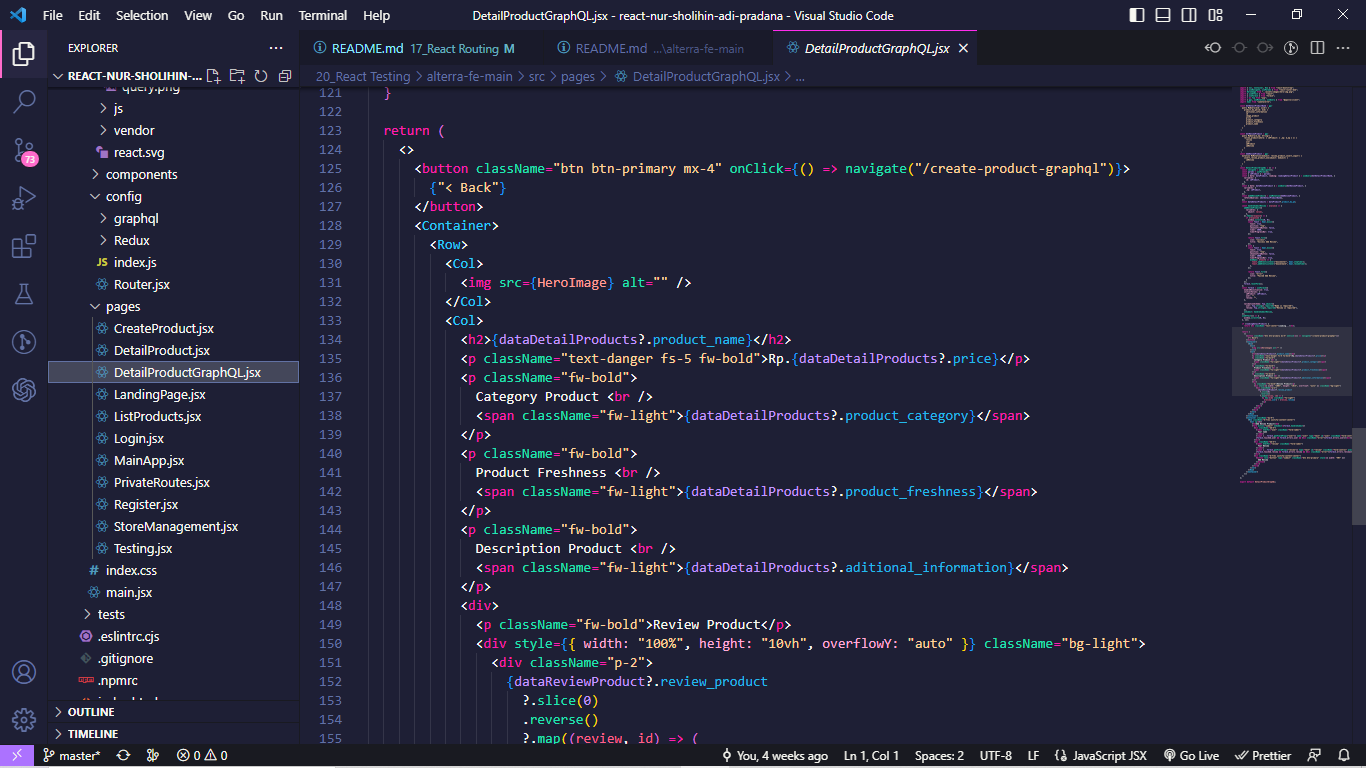 File Edit Selection View Go Run Terminal Help DetailProductGraphQL.jsx - react-nur-sholihin-adi-pradana - Visual Studio Code
EXPLORER
README.md 17_React Routing M
README.md ...\alterra-fe-main
DetailProductGraphQL.jsx
REACT-NUR-SHOLIHIN-...
20_React Testing > alterra-fe-main > src > pages > DetailProductGraphQL.jsx > ...
73
query.png
js
vendor
react.svg
components
config
graphql
Redux
index.js
Router.jsx
pages
CreateProduct.jsx
DetailProduct.jsx
DetailProductGraphQL.jsx
LandingPage.jsx
ListProducts.jsx
Login.jsx
MainApp.jsx
PrivateRoutes.jsx
Register.jsx
StoreManagement.jsx
Testing.jsx
index.css
main.jsx
tests
.eslintrc.cjs
.gitignore
.npmrc
OUTLINE
TIMELINE
121 }
122
123 return (
124 <>
125 <button className="btn btn-primary mx-4" onClick={() => navigate("/create-product-graphql")}>
126 {"< Back"}
127 </button>
128 <Container>
129 <Row>
130 <Col>
131 <img src={HeroImage} alt="" />
132 </Col>
133 <Col>
134 <h2>{dataDetailProducts?.product_name}</h2>
135 <p className="text-danger fs-5 fw-bold">Rp.{dataDetailProducts?.price}</p>
136 <p className="fw-bold">
137 Category Product <br />
138 <span className="fw-light">{dataDetailProducts?.product_category}</span>
139 </p>
140 <p className="fw-bold">
141 Product Freshness <br />
142 <span className="fw-light">{dataDetailProducts?.product_freshness}</span>
143 </p>
144 <p className="fw-bold">
145 Description Product <br />
146 <span className="fw-light">{dataDetailProducts?.aditional_information}</span>
147 </p>
148 <div>
149 <p className="fw-bold">Review Product</p>
150 <div style={{ width: "100%", height: "10vh", overflowY: "auto" }} className="bg-light">
151 <div className="p-2">
152 {dataReviewProduct?.review_product
153 ?.slice(0)
154 .reverse()
155 ?.map((review, id) => (
master* 0 0 You, 4 weeks ago Ln 1, Col 1 Spaces: 2 UTF-8 LF JavaScript JSX Go Live Prettier